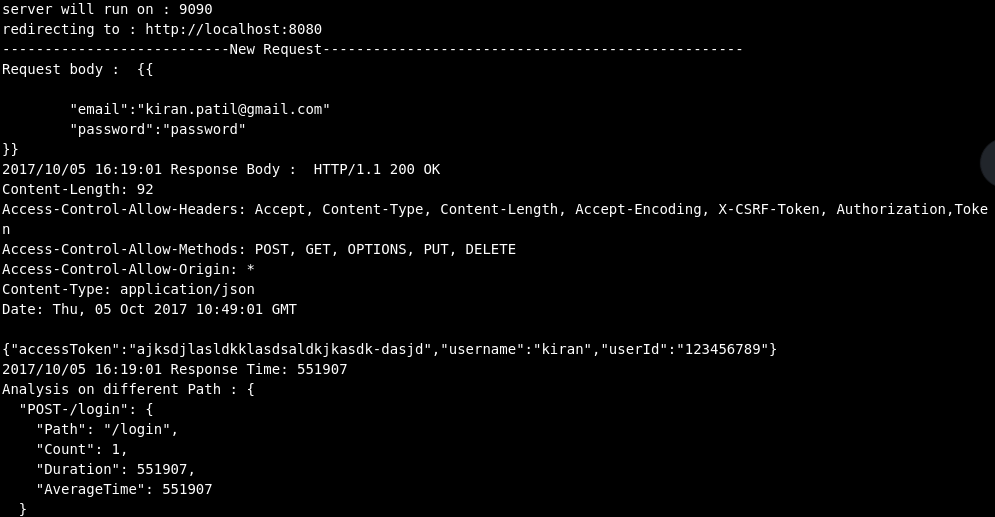 server will run on : 9090
redirecting to : http://localhost:8080
---------------------------New Request--------------------------------------------------
Request body :  {{
        "email":"kiran.patil@gmail.com"
        "password":"password"
}}
2017/10/05 16:19:01 Response Body :  HTTP/1.1 200 OK
Content-Length: 92
Access-Control-Allow-Headers: Accept, Content-Type, Content-Length, Accept-Encoding, X-CSRF-Token, Authorization,Toke
n
Access-Control-Allow-Methods: POST, GET, OPTIONS, PUT, DELETE
Access-Control-Allow-Origin: *
Content-Type: application/json
Date: Thu, 05 Oct 2017 10:49:01 GMT
{"accessToken":"ajksdjlasldkklasdsaldkjkasdk-dasjd","username":"kiran","userId":"123456789"}
2017/10/05 16:19:01 Response Time: 551907
Analysis on different Path : {
  "POST-/login": {
    "Path": "/login",
    "Count": 1,
    "Duration": 551907,
    "AverageTime": 551907
  }